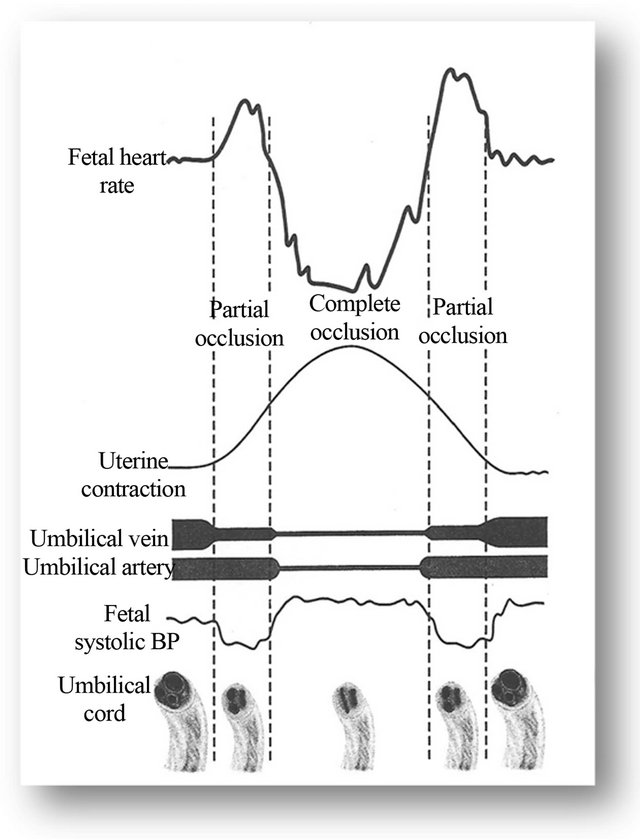 Fetal heart
rate
Partial
occlusion
Complete
occlusion
Partial
occlusion
Uterine
contraction
Umbilical vein
Umbilical artery
Fetal
systolic BP
Umbilical
cord